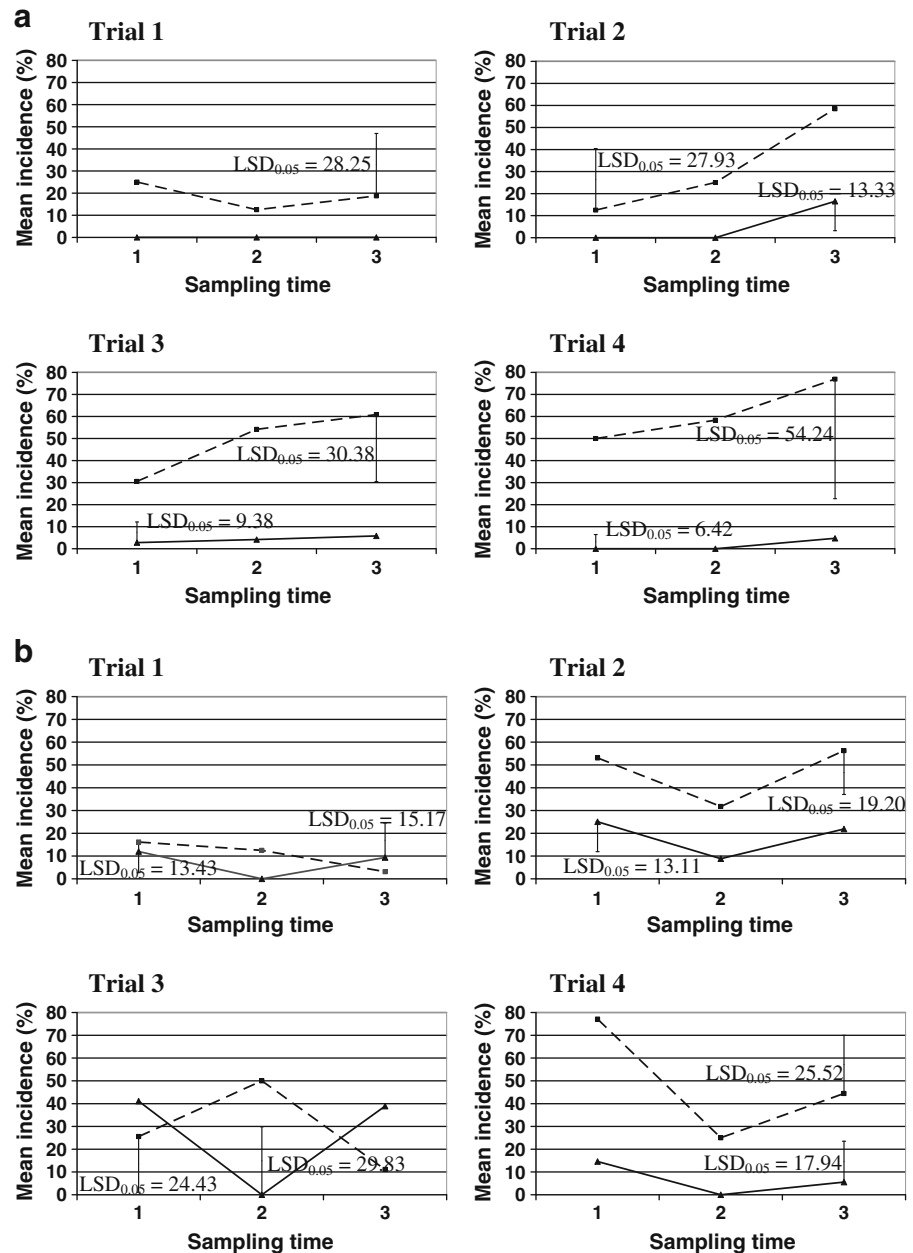 a
Trial 1
Mean incidence (%)
80
70
60
50
40
30
20
10
0
LSD0.05 = 28.25
1 2 3
Sampling time
Trial 2
Mean incidence (%)
80
70
60
50
40
30
20
10
0
LSD0.05 = 27.93
LSD0.05 = 13.33
1 2 3
Sampling time
Trial 3
Mean incidence (%)
80
70
60
50
40
30
20
10
0
LSD0.05 = 30.38
LSD0.05 = 9.38
1 2 3
Sampling time
Trial 4
Mean incidence (%)
80
70
60
50
40
30
20
10
0
LSD0.05 = 54.24
LSD0.05 = 6.42
1 2 3
Sampling time
b
Trial 1
Mean incidence (%)
80
70
60
50
40
30
20
10
0
LSD0.05 = 15.17
LSD0.05 = 13.43
1 2 3
Sampling time
Trial 2
Mean incidence (%)
80
70
60
50
40
30
20
10
0
LSD0.05 = 19.20
LSD0.05 = 13.11
1 2 3
Sampling time
Trial 3
Mean incidence (%)
80
70
60
50
40
30
20
10
0
LSD0.05 = 29.83
LSD0.05 = 24.43
1 2 3
Sampling time
Trial 4
Mean incidence (%)
80
70
60
50
40
30
20
10
0
LSD0.05 = 25.52
LSD0.05 = 17.94
1 2 3
Sampling time